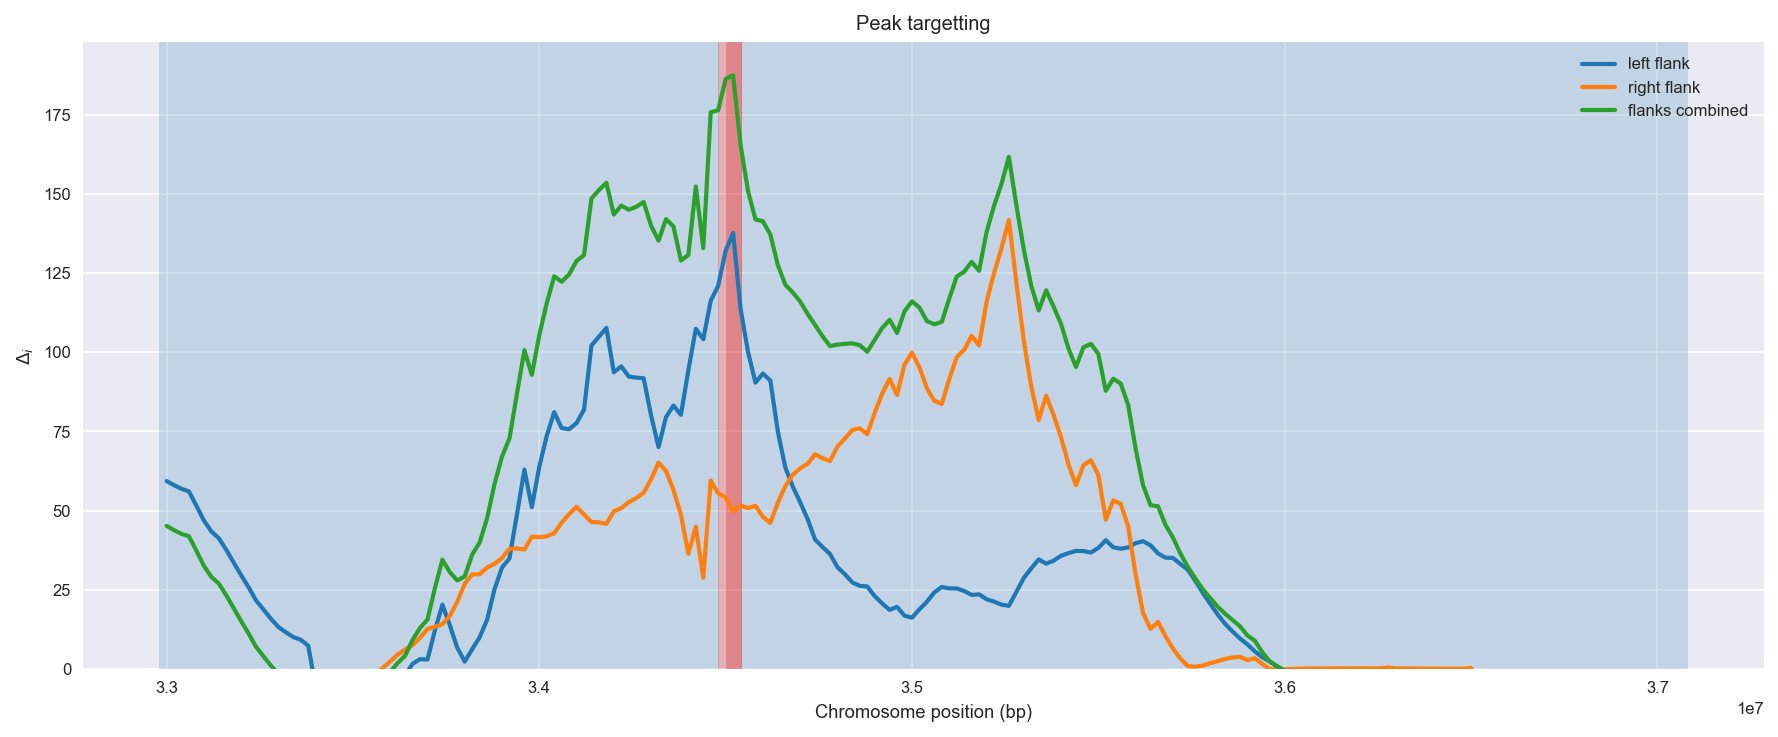 Peak targetting
left flank
right flank
flanks combined
175
150
125
100
75
50
25
0
Δi
3.3 3.4 3.5 3.6 3.7
1e7
Chromosome position (bp)